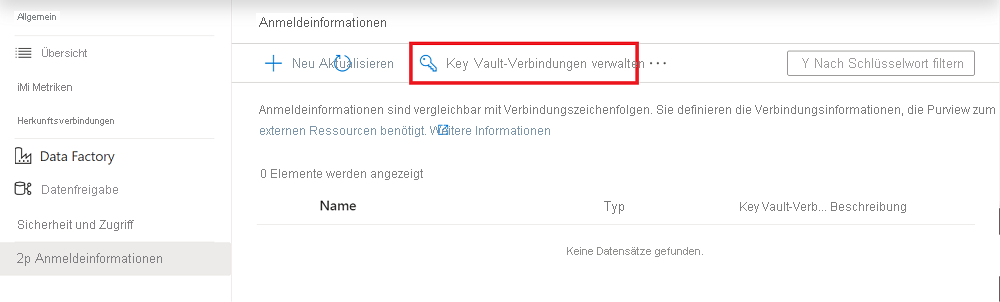 Allgemein
Übersicht
iMi Metriken
Herkunftsverbindungen
Data Factory
Datenfreigabe
Sicherheit und Zugriff
2p Anmeldeinformationen
Anmeldeinformationen
Neu Aktualisieren
Key Vault-Verbindungen verwalten ...
Y Nach Schlüsselwort filtern
Anmeldeinformationen sind vergleichbar mit Verbindungszeichenfolgen. Sie definieren die Verbindungsinformationen, die Purview zum
externen Ressourcen benötigt. Weitere Informationen
0 Elemente werden angezeigt
Name Typ Key Vault-Verb... Beschreibung
Keine Datensätze gefunden.